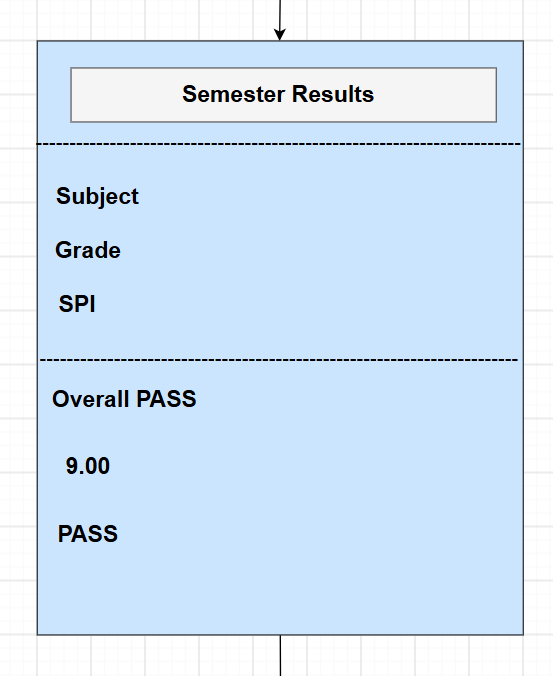 Semester Results
Subject
Grade
SPI
Overall PASS
9.00
PASS